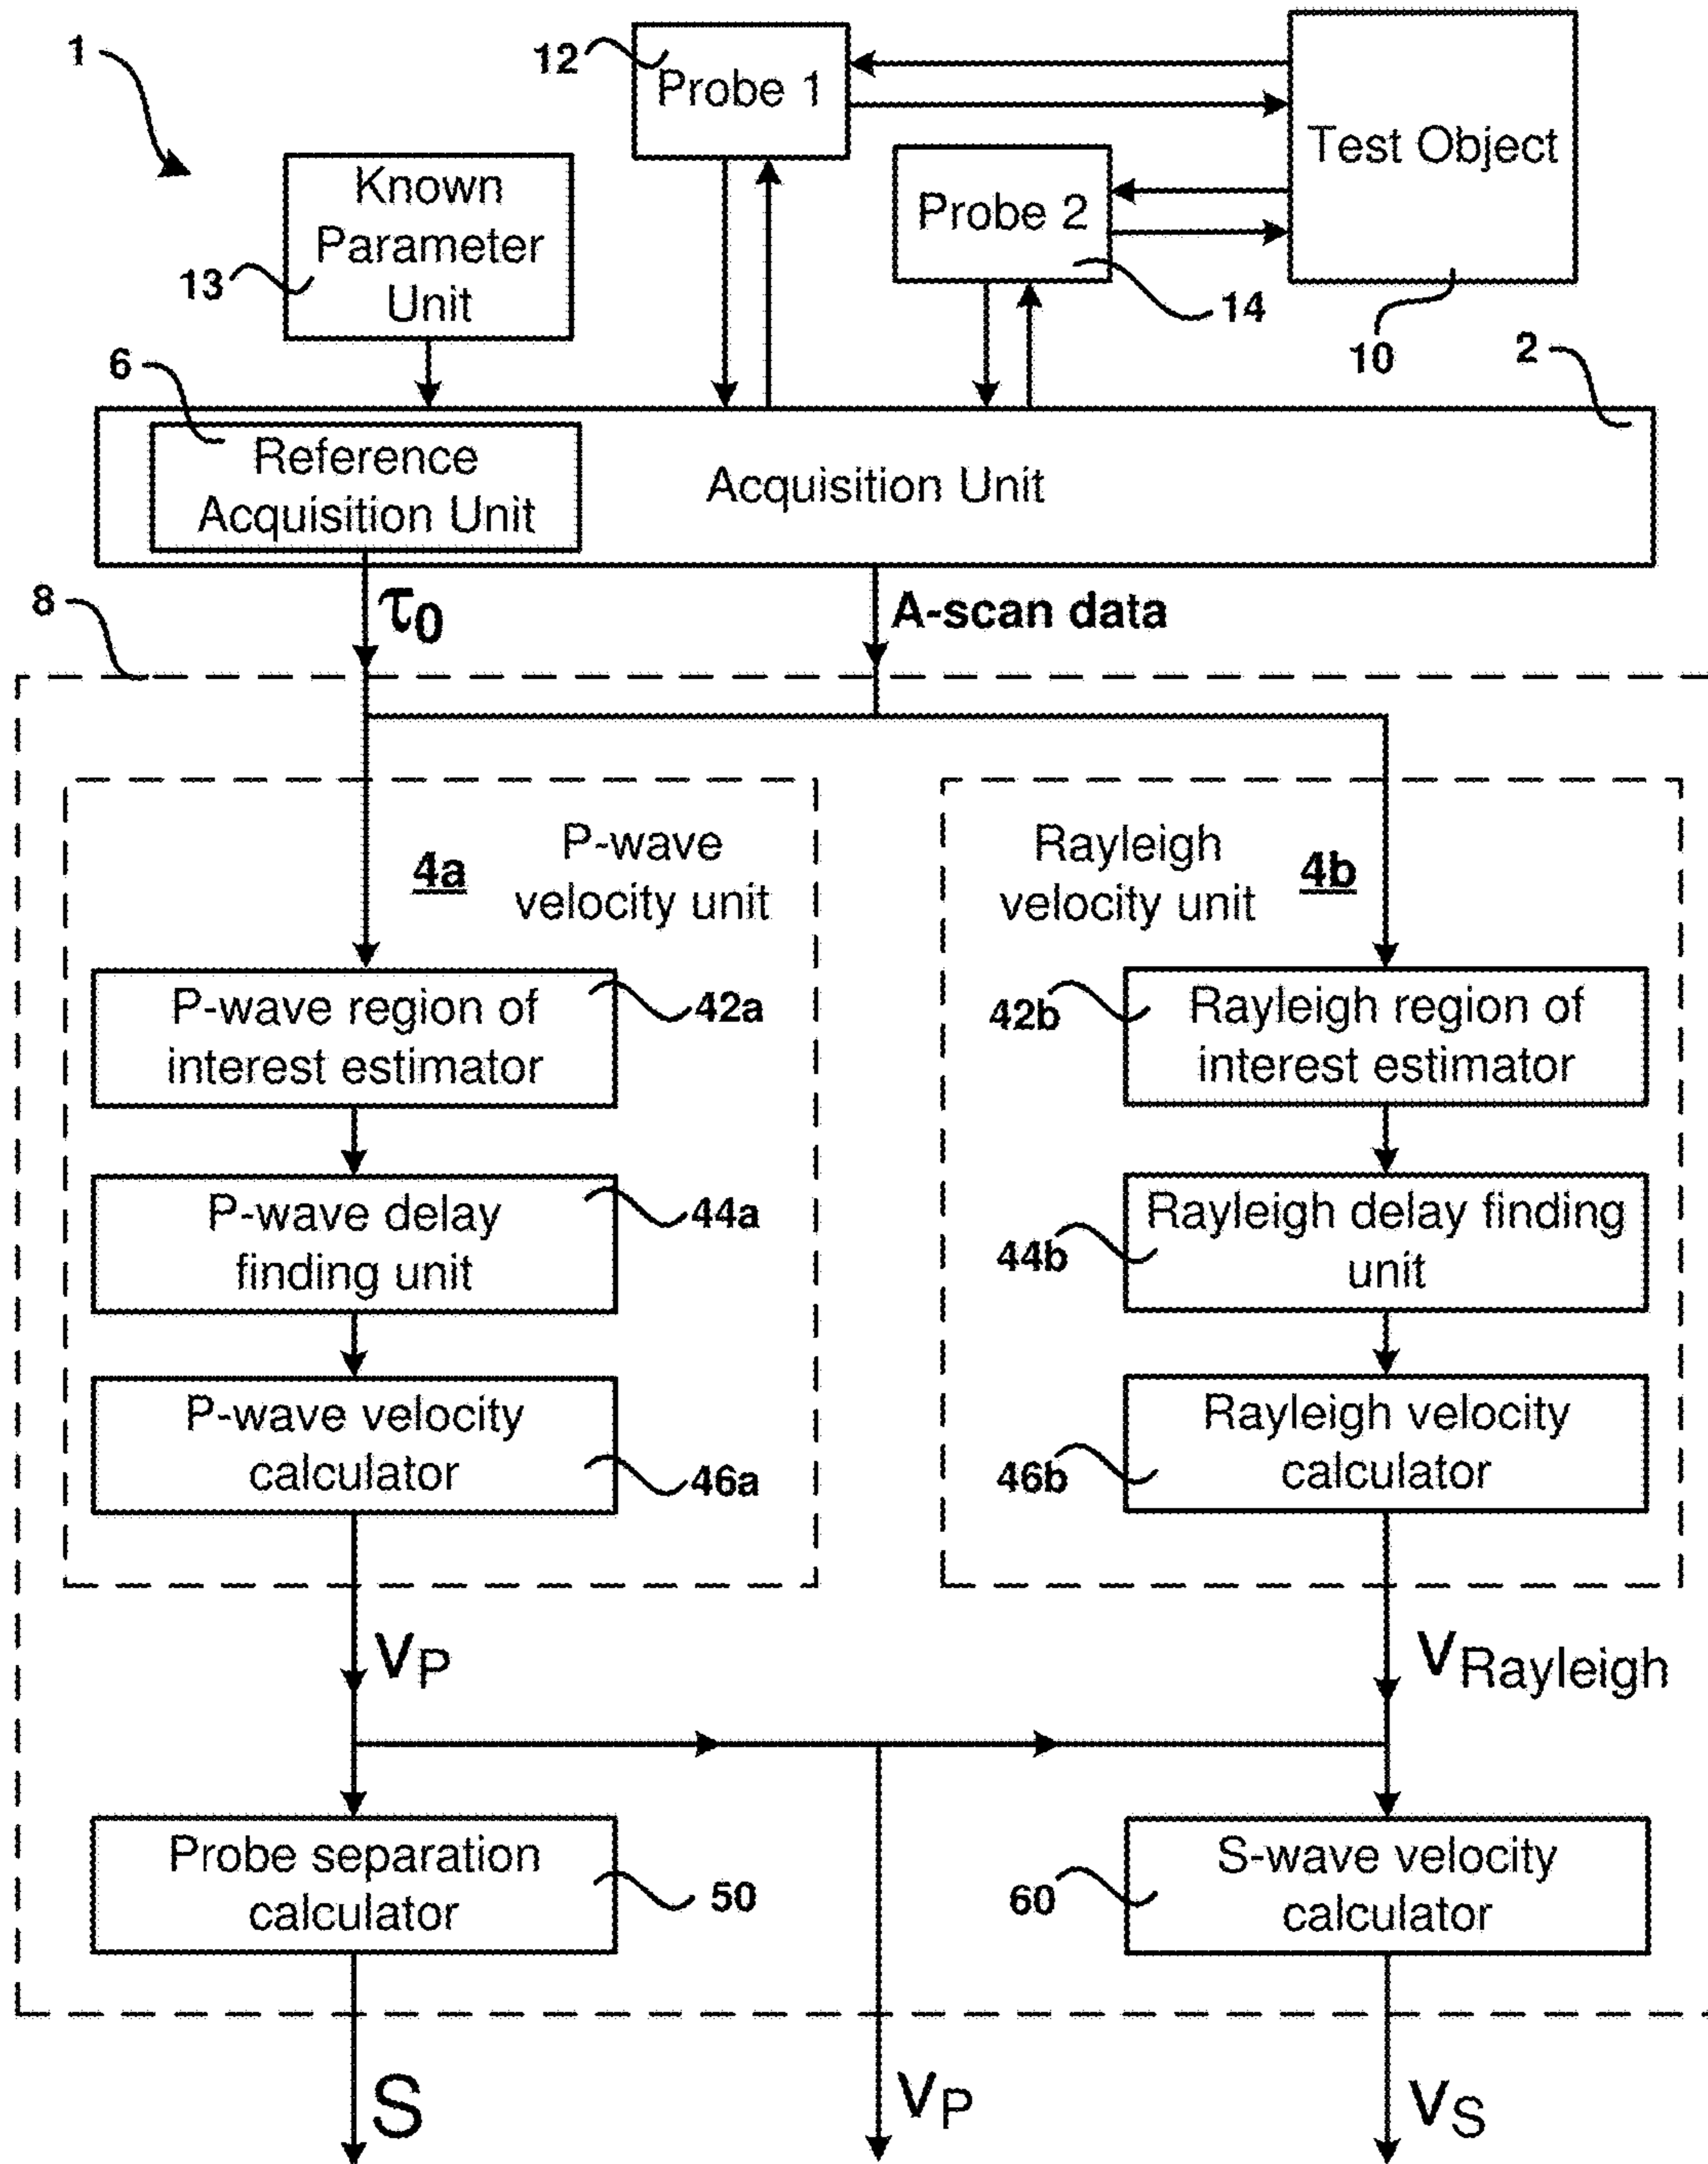 1
12
Probe 1
Test Object
Known
Parameter
Unit
13
Probe 2
14
10
2
6
Reference
Acquisition Unit
Acquisition Unit
8
τ0
A-scan data
4a
P-wave
velocity unit
Rayleigh
velocity unit
4b
P-wave region of
interest estimator
42a
42b
Rayleigh region of
interest estimator
P-wave delay
finding unit
44a
44b
Rayleigh delay finding
unit
P-wave velocity
calculator
46a
46b
Rayleigh velocity
calculator
VP
VRayleigh
Probe separation
calculator
50
60
S-wave velocity
calculator
S
VP
VS